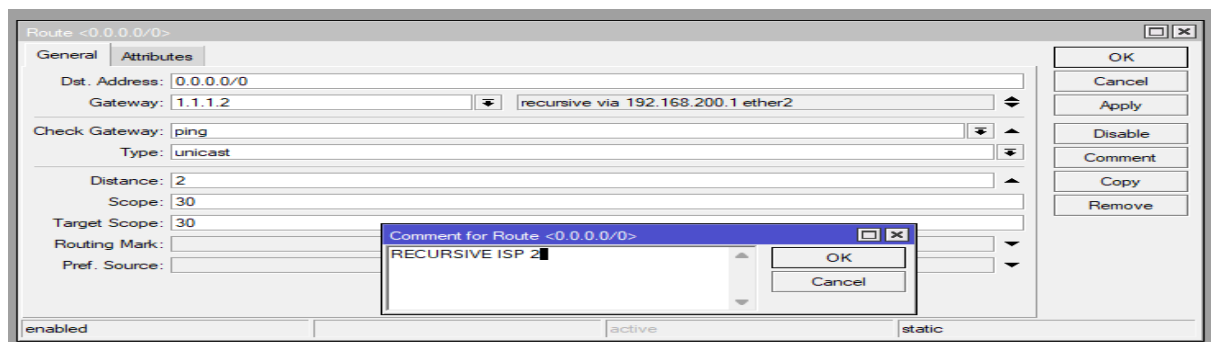 Route <0.0.0.0/0>
General Attributes
Dst. Address: 0.0.0.0/0
Gateway: 1.1.1.2 recursive via 192.168.200.1 ether2
Check Gateway: ping
Type: unicast
Distance: 2
Scope: 30
Target Scope: 30
Routing Mark:
Pref. Source:
OK
Cancel
Apply
Disable
Comment
Copy
Remove
Comment for Route <0.0.0.0/0>
RECURSIVE ISP 2
OK
Cancel
enabled active static